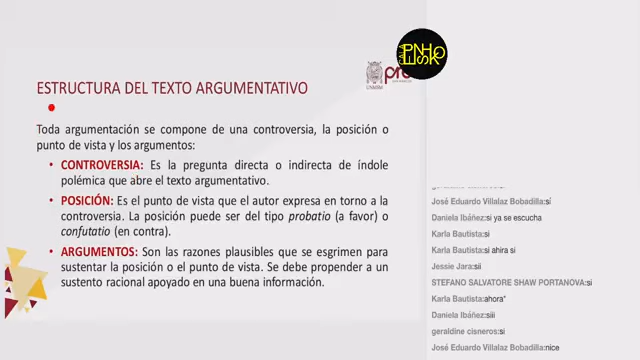 ESTRUCTURA DEL TEXTO ARGUMENTATIVO
Toda argumentación se compone de una controversia, la posición o
punto de vista y los argumentos:
• CONTROVERSIA: Es la pregunta directa o indirecta de índole
polémica que abre el texto argumentativo.
• POSICIÓN: Es el punto de vista que el autor expresa en torno a la
controversia. La posición puede ser del tipo probatio (a favor) o
confutatio (en contra).
• ARGUMENTOS: Son las razones plausibles que se esgrimen para
sustentar la posición o el punto de vista. Se debe propender a un
sustento racional apoyado en una buena información.
José Eduardo Villalaz Bobadilla:sí
Daniela Ibáñez:si ya se escucha
Karla Bautista:si
Karla Bautista:si ahira si
Jessie Jara:sii
STEFANO SALVATORE SHAW PORTANOVA:si
Karla Bautista:ahora*
Daniela Ibáñez:siii
geraldine cisneros:si
José Eduardo Villalaz Bobadilla:nice